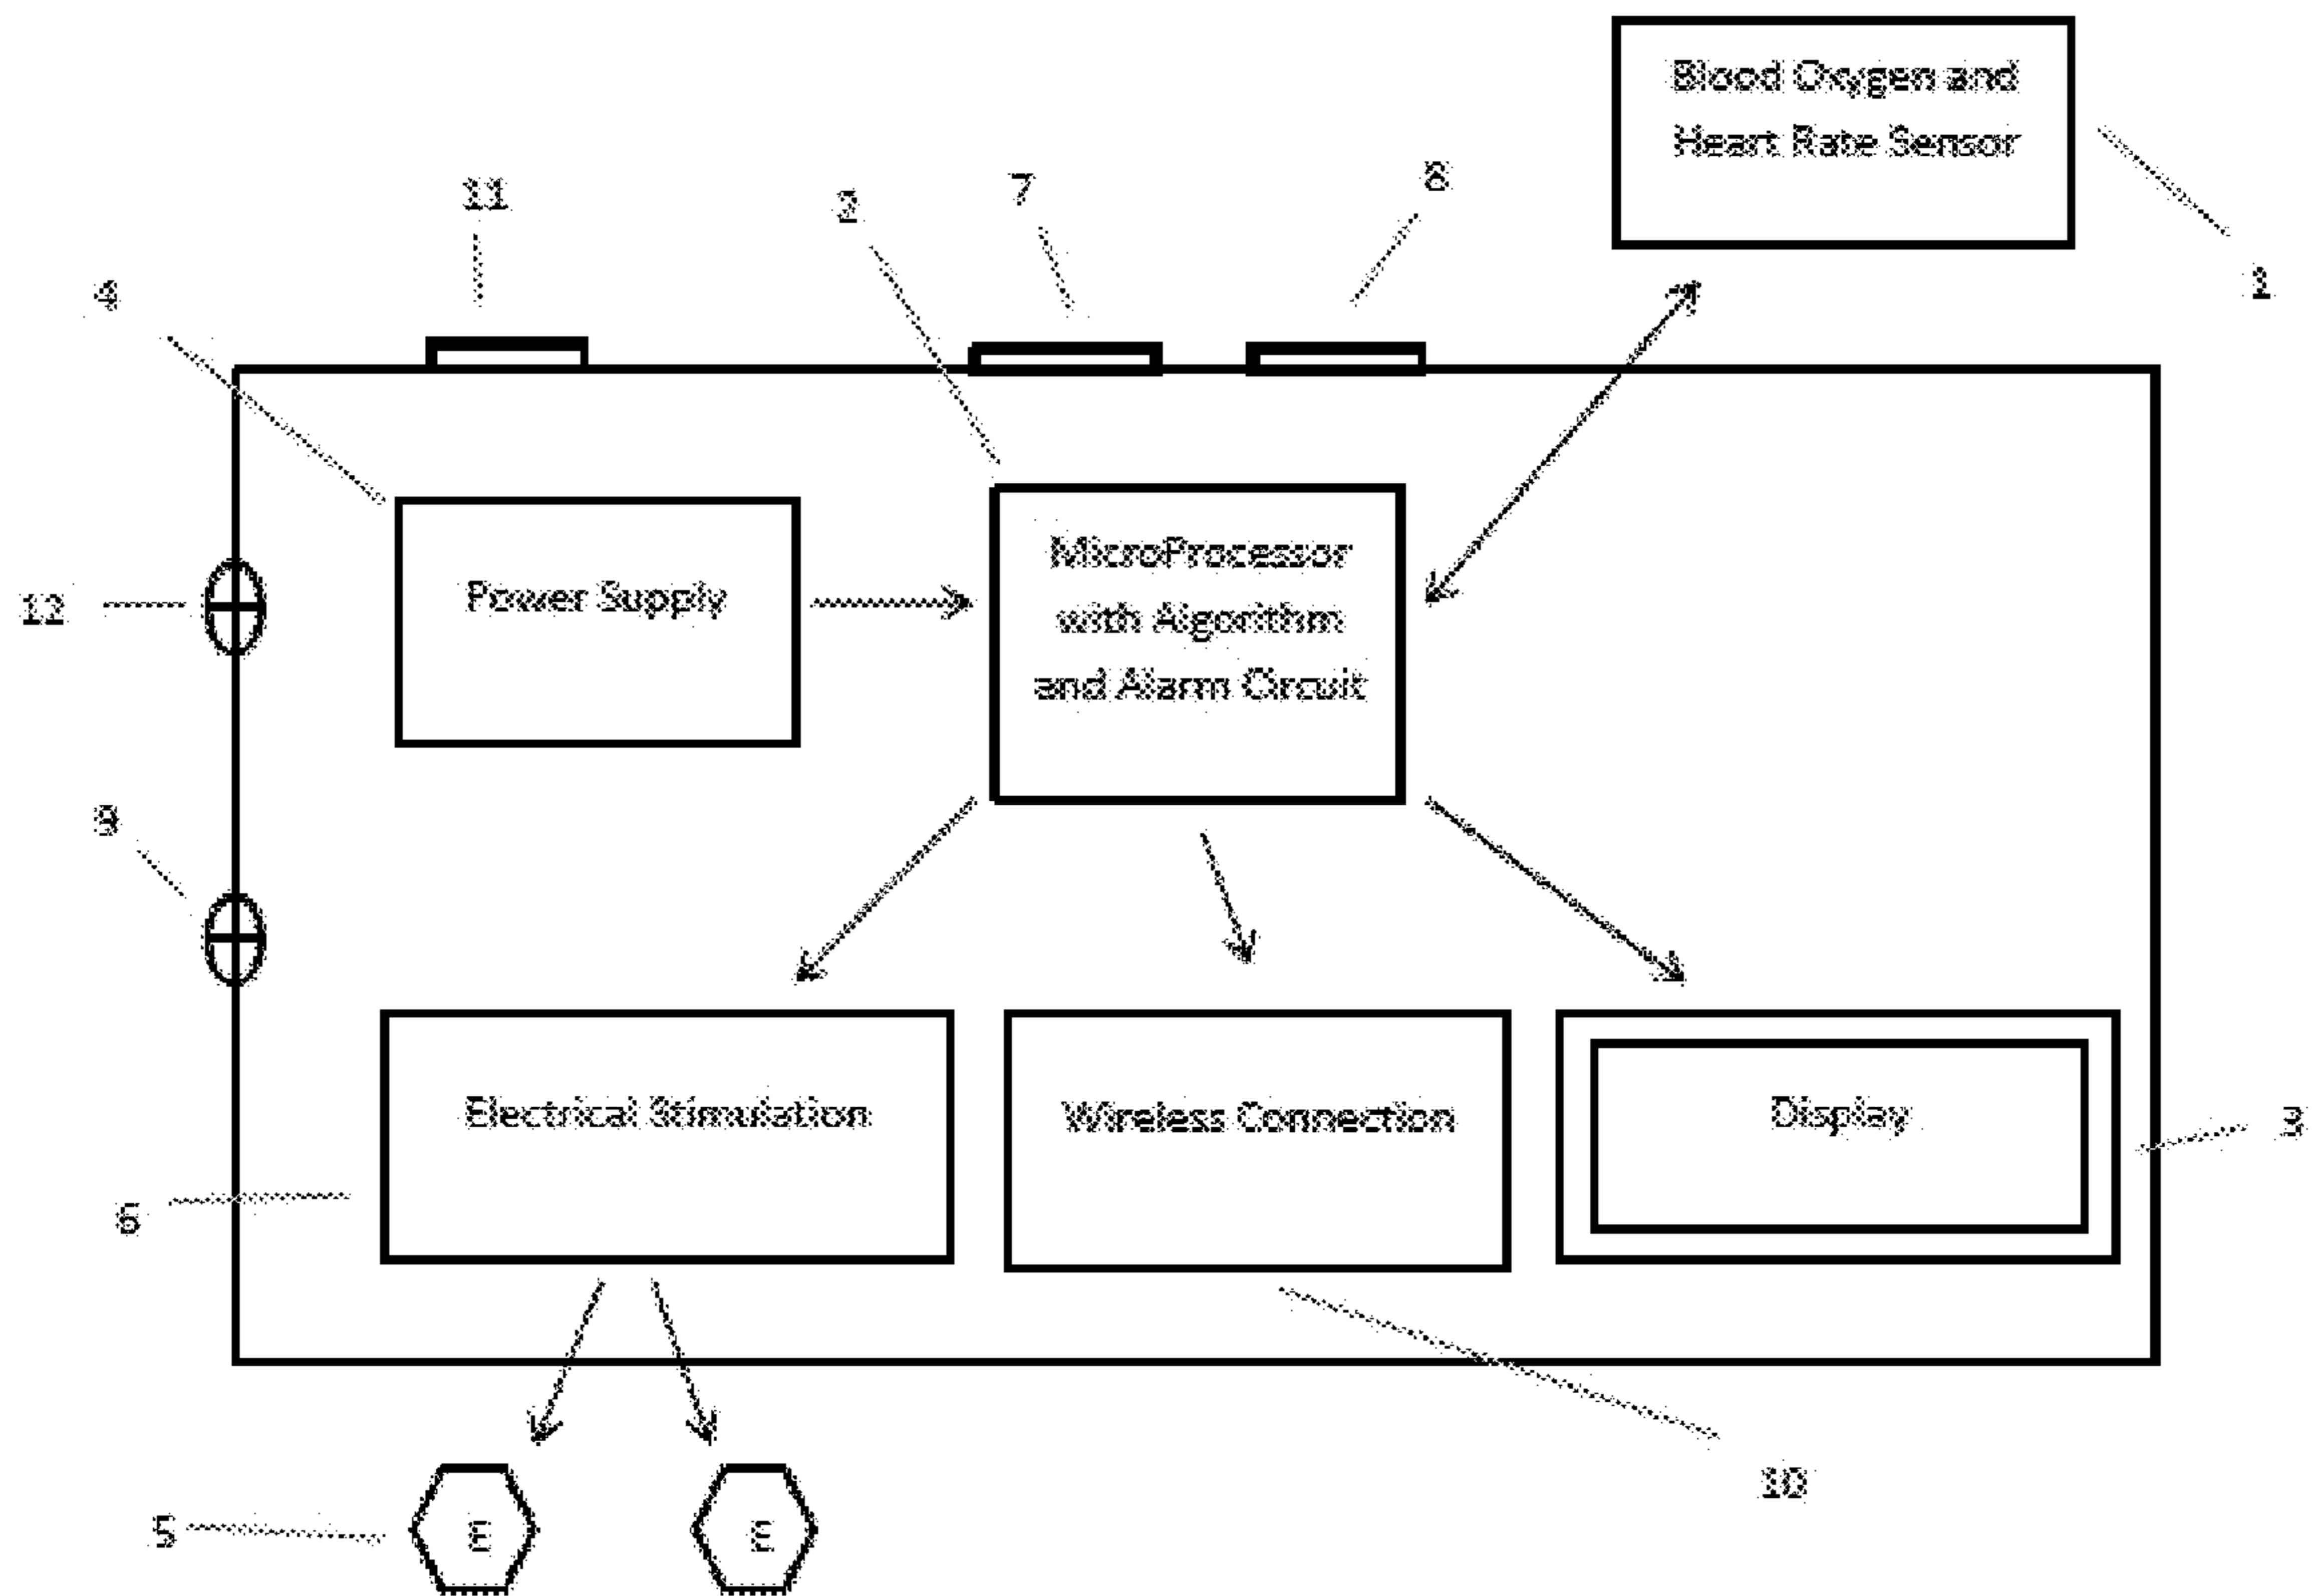 Blood Oxygen and
Heart Rate Sensor
11
2
7
8
1
4
MicroProcessor
with Algorithm
and Alarm Circuit
Power Supply
12
9
Electrical Stimulation
Wireless Connection
Display
3
6
10
5
E
E